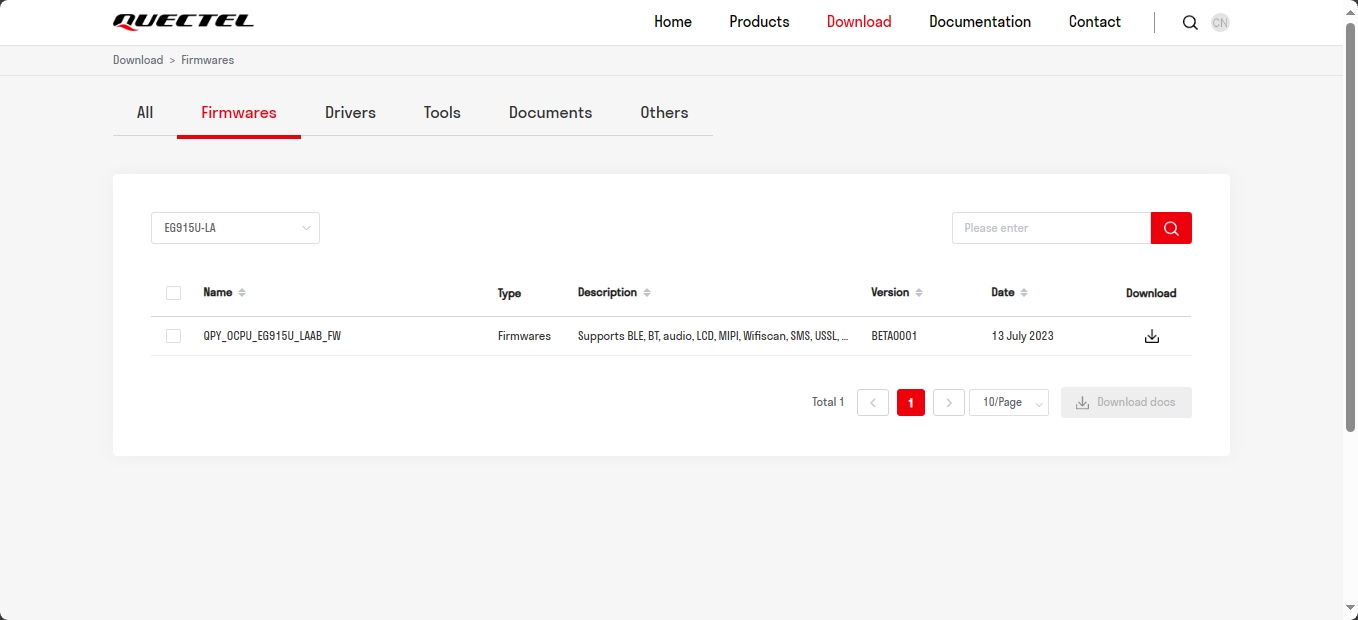 QUECTEL Home Products Download Documentation Contact CN
Download > Firmwares
All Firmwares Drivers Tools Documents Others
EG915U-LA Please enter
Name Type Description Version Date Download
QPY_OCPU_EG915U_LAAB_FW Firmwares Supports BLE, BT, audio, LCD, MIPI, Wifiscan, SMS, USSL, ... BETA0001 13 July 2023
Total 1 < 1 > 10/Page Download docs